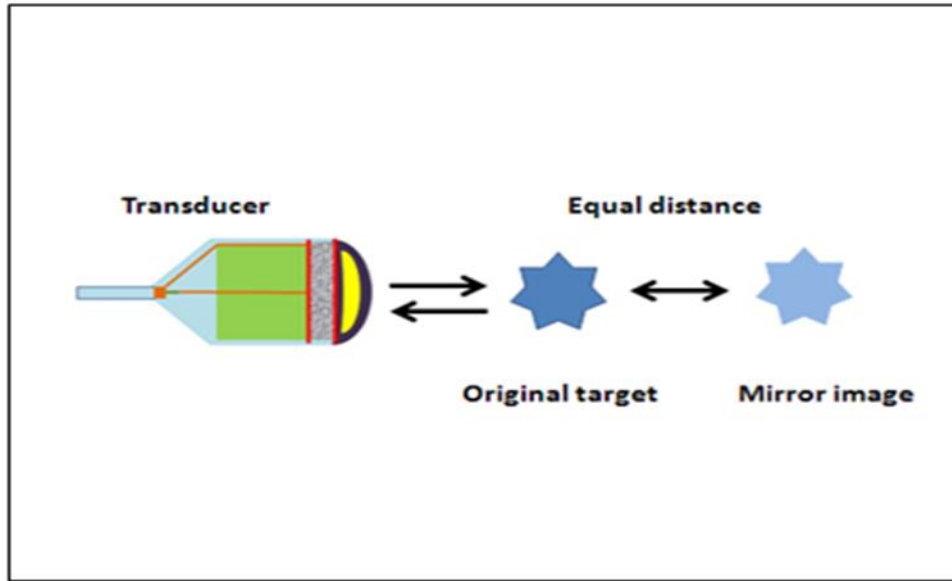 Transducer
Equal distance
Original target
Mirror image